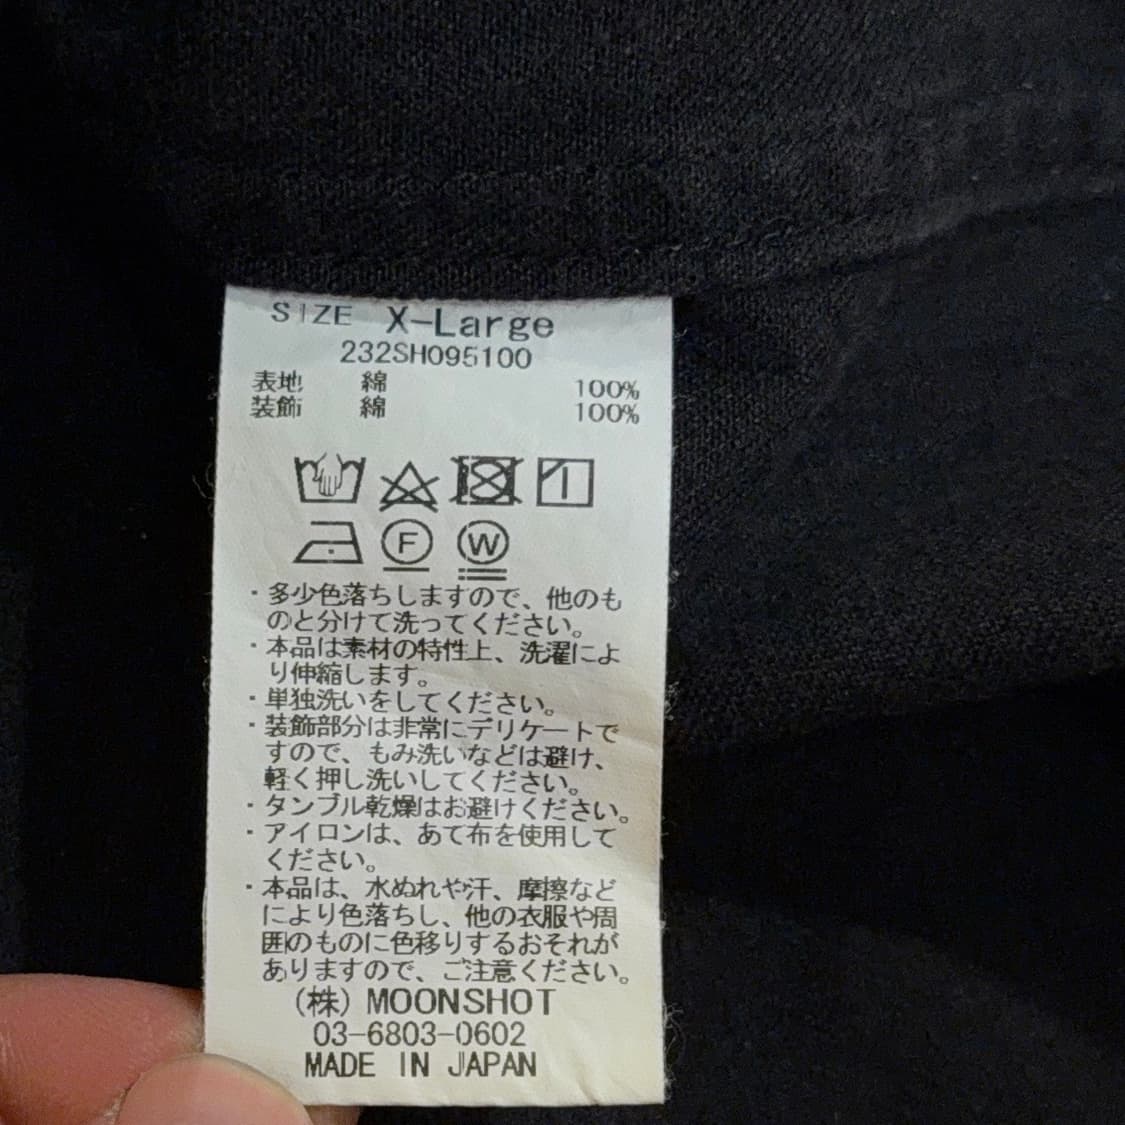 SIZE X-Large
232SH095100
表地 綿 100%
装飾 綿 100%
F W
・多少色落ちしますので、他のも
のと分けて洗ってください。
・本品は素材の特性上、洗濯によ
り伸縮します。
・単独洗いをしてください。
・装飾部分は非常にデリケートで
すので、もみ洗いなどは避け、
軽く押し洗いしてください。
・タンブル乾燥はお避けください。
・アイロンは、あて布を使用して
ください。
・本品は、水ぬれや汗、摩擦など
により色落ちし、他の衣服や周
囲のものに色移りするおそれが
ありますので、ご注意ください。
(株) MOONSHOT
03-6803-0602
MADE IN JAPAN